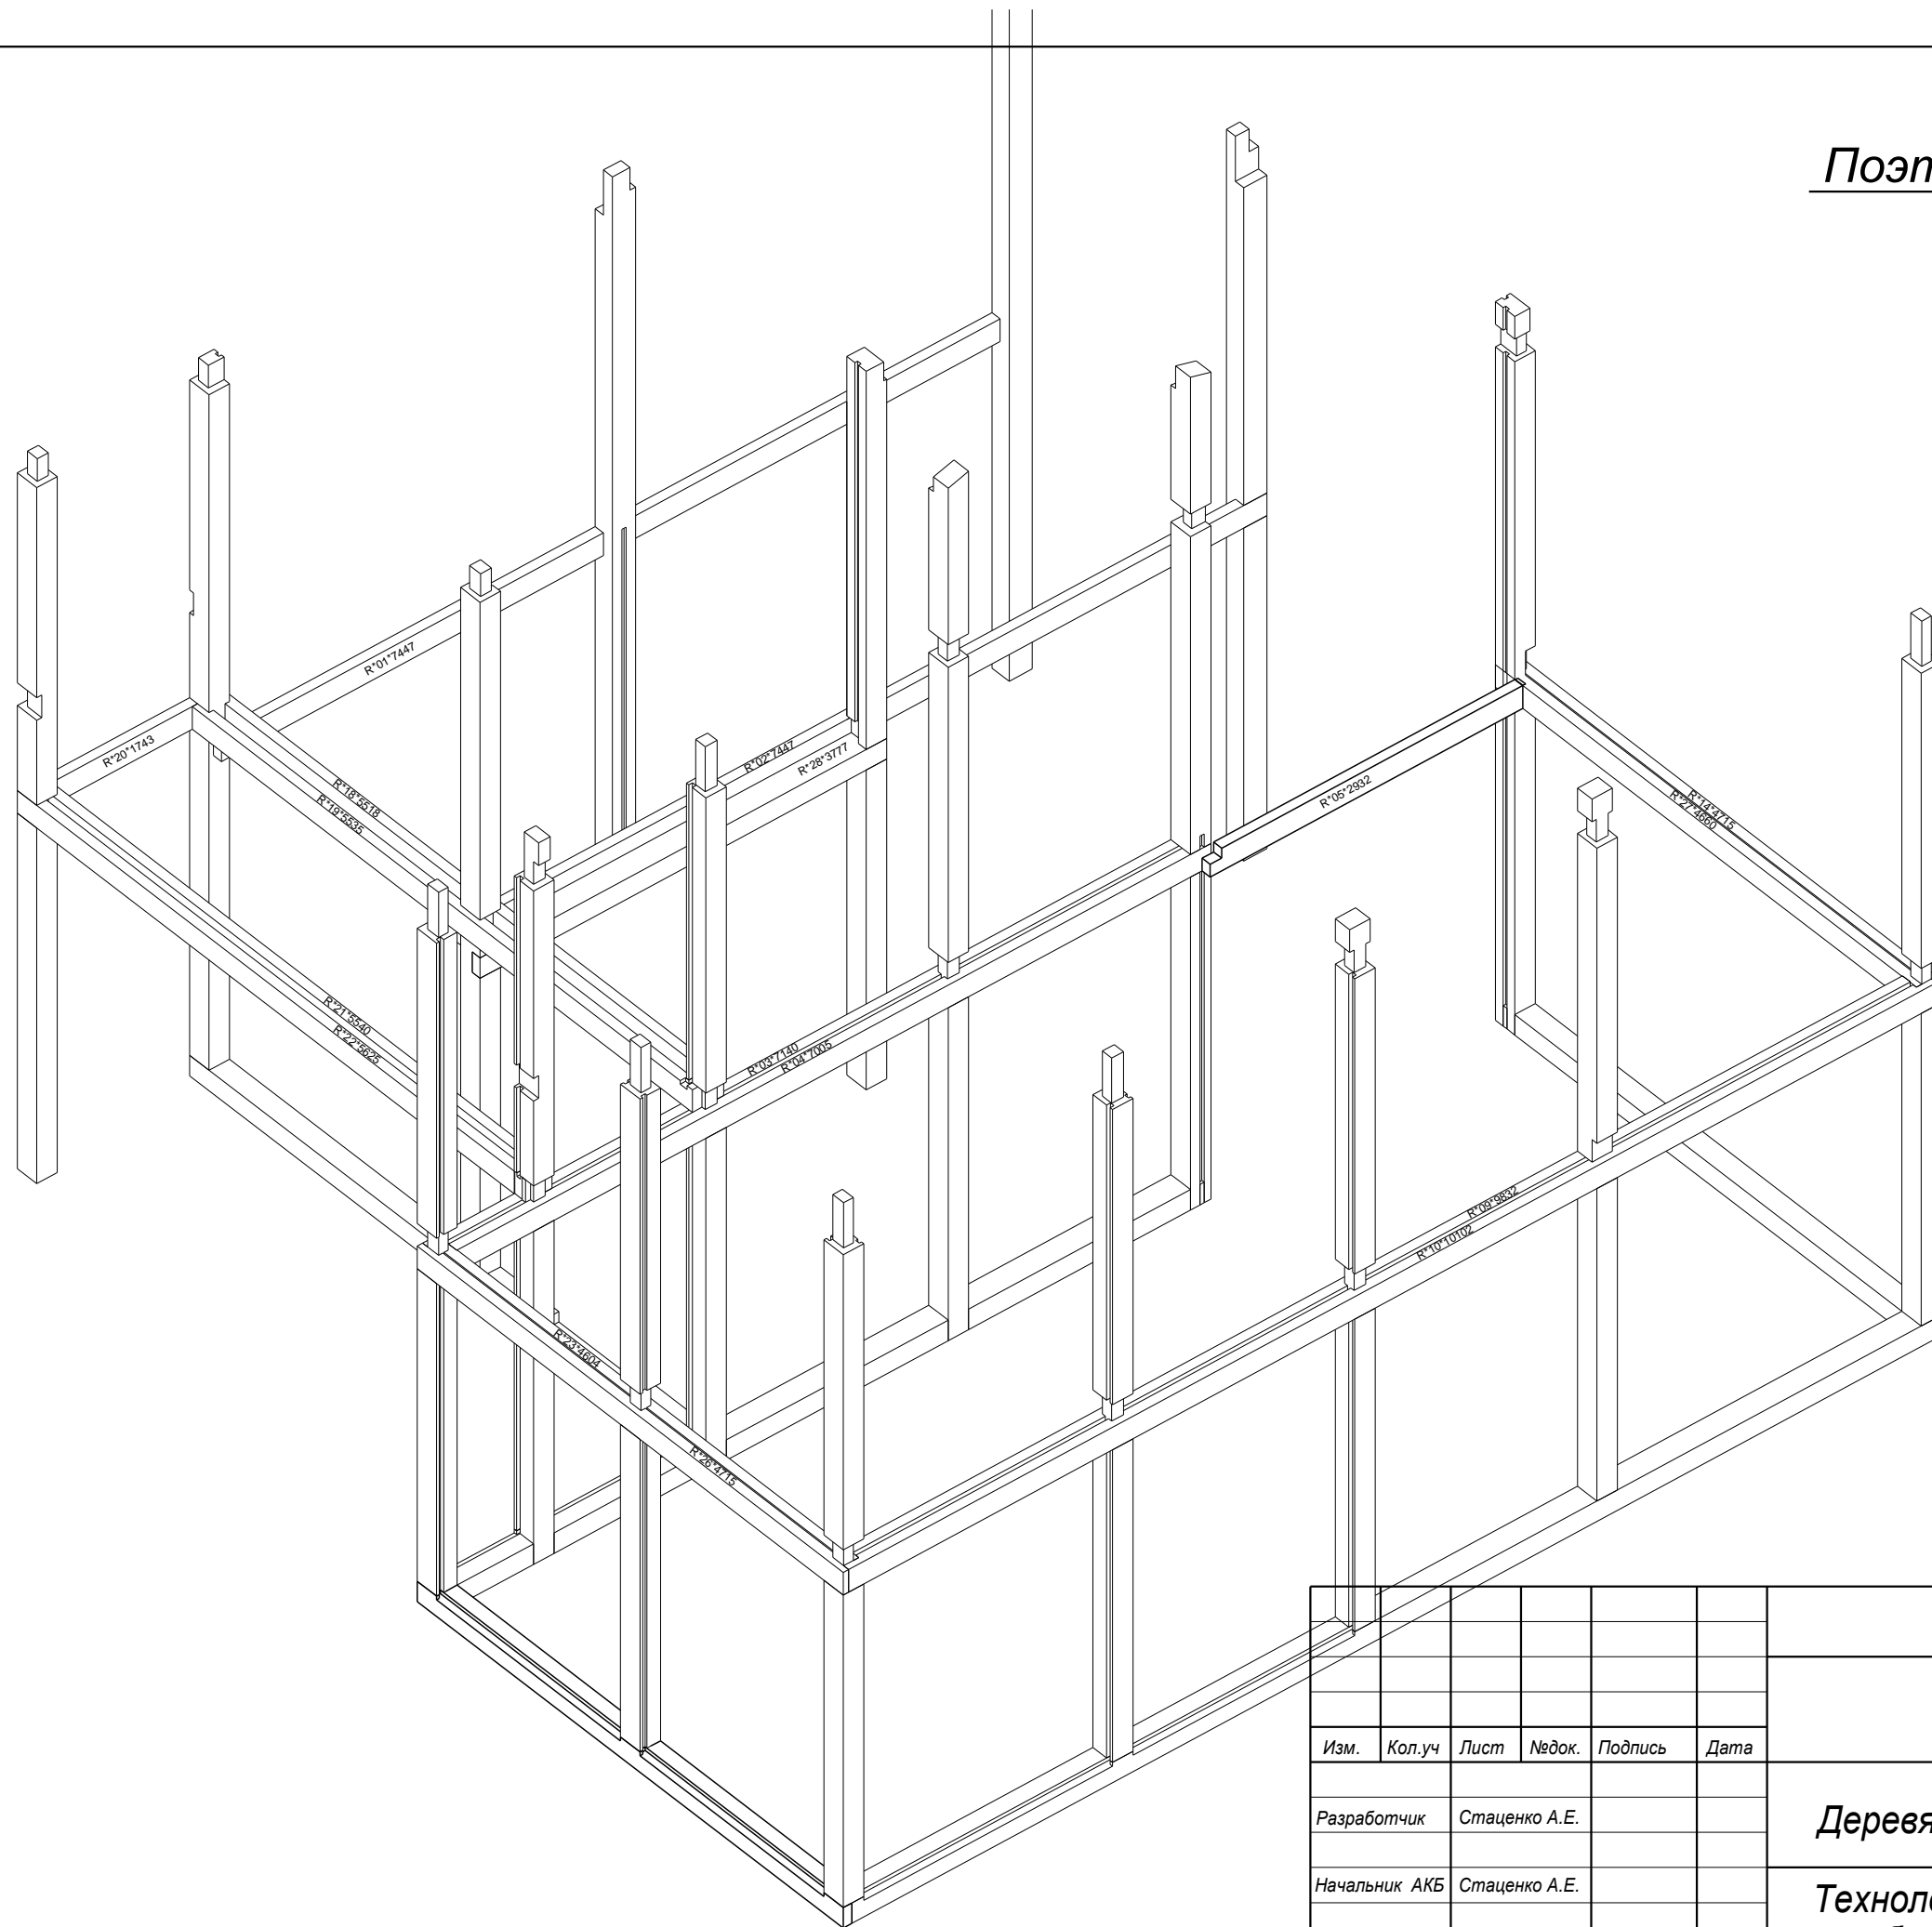 Поэт
R*01*7447
R*20*1743
R*02*7447
R*28*3777
R*18*5518
R*19*5535
R*05*2932
R*14*4715
R*27*4660
R*21*5540
R*22*5625
R*03*7140
R*04*7005
R*09*9832
R*10*10102
R*23*4604
R*26*4715
Изм. Кол.уч Лист №док. Подпись Дата
Разработчик Стаценко А.Е.
Деревя
Начальник АКБ Стаценко А.Е.
Техноло